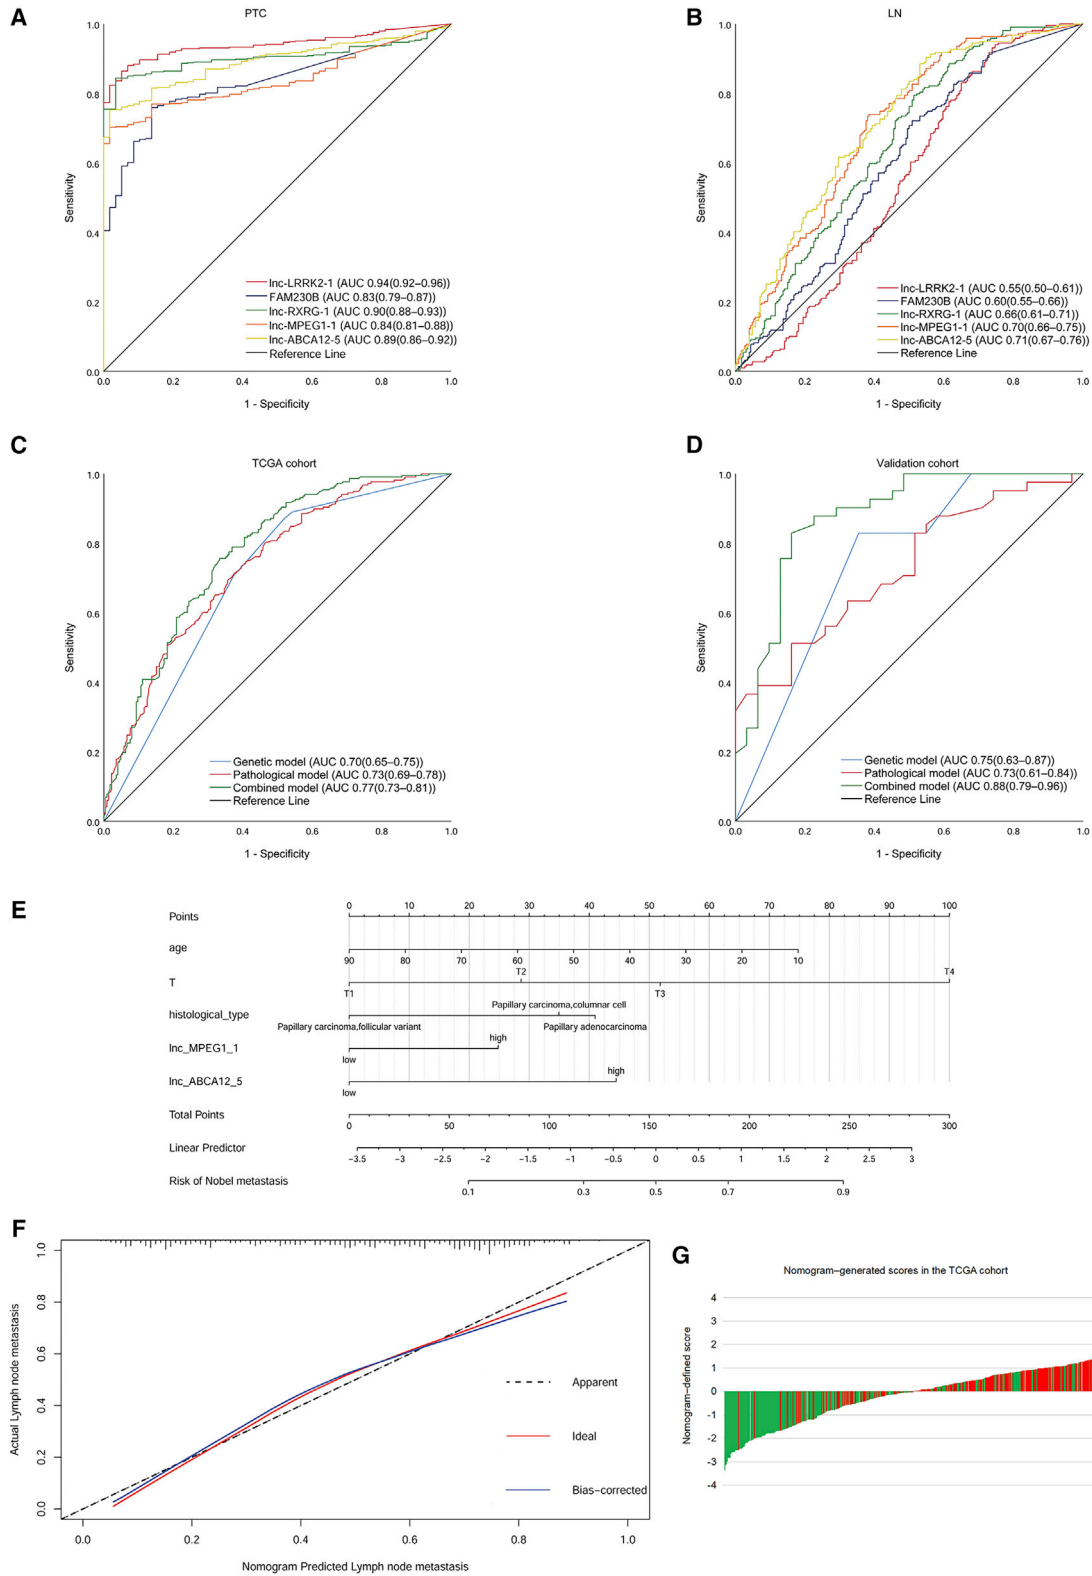 A
PTC
1.0
0.8
0.6
0.4
0.2
0.0
Sensitivity
lnc-LRRK2-1 (AUC 0.94(0.92–0.96))
FAM230B (AUC 0.83(0.79–0.87))
lnc-RXRG-1 (AUC 0.90(0.88–0.93))
lnc-MPEG1-1 (AUC 0.84(0.81–0.88))
lnc-ABCA12-5 (AUC 0.89(0.86–0.92))
Reference Line
0.0 0.2 0.4 0.6 0.8 1.0
1 - Specificity
B
LN
1.0
0.8
0.6
0.4
0.2
0.0
Sensitivity
lnc-LRRK2-1 (AUC 0.55(0.50–0.61))
FAM230B (AUC 0.60(0.55–0.66))
lnc-RXRG-1 (AUC 0.66(0.61–0.71))
lnc-MPEG1-1 (AUC 0.70(0.66–0.75))
lnc-ABCA12-5 (AUC 0.71(0.67–0.76))
Reference Line
0.0 0.2 0.4 0.6 0.8 1.0
1 - Specificity
C
TCGA cohort
1.0
0.8
0.6
0.4
0.2
0.0
Sensitivity
Genetic model (AUC 0.70(0.65–0.75))
Pathological model (AUC 0.73(0.69–0.78))
Combined model (AUC 0.77(0.73–0.81))
Reference Line
0.0 0.2 0.4 0.6 0.8 1.0
1 - Specificity
D
Validation cohort
1.0
0.8
0.6
0.4
0.2
0.0
Sensitivity
Genetic model (AUC 0.75(0.63–0.87))
Pathological model (AUC 0.73(0.61–0.84))
Combined model (AUC 0.88(0.79–0.96))
Reference Line
0.0 0.2 0.4 0.6 0.8 1.0
1 - Specificity
E
Points
0 10 20 30 40 50 60 70 80 90 100
age
90 80 70 60 50 40 30 20 10
T
T2 T4
T1 T3
histological_type
Papillary carcinoma,columnar cell
Papillary carcinoma,follicular variant Papillary adenocarcinoma
lnc_MPEG1_1
high
low
lnc_ABCA12_5
high
low
Total Points
0 50 100 150 200 250 300
Linear Predictor
−3.5 −3 −2.5 −2 −1.5 −1 −0.5 0 0.5 1 1.5 2 2.5 3
Risk of Nobel metastasis
0.1 0.3 0.5 0.7 0.9
F
Actual Lymph node metastasis
1.0
0.8
0.6
0.4
0.2
0.0
Apparent
Ideal
Bias−corrected
0.0 0.2 0.4 0.6 0.8 1.0
Nomogram Predicted Lymph node metastasis
G
Nomogram−generated scores in the TCGA cohort
Nomogram−defined score
4
3
2
1
0
-1
-2
-3
-4